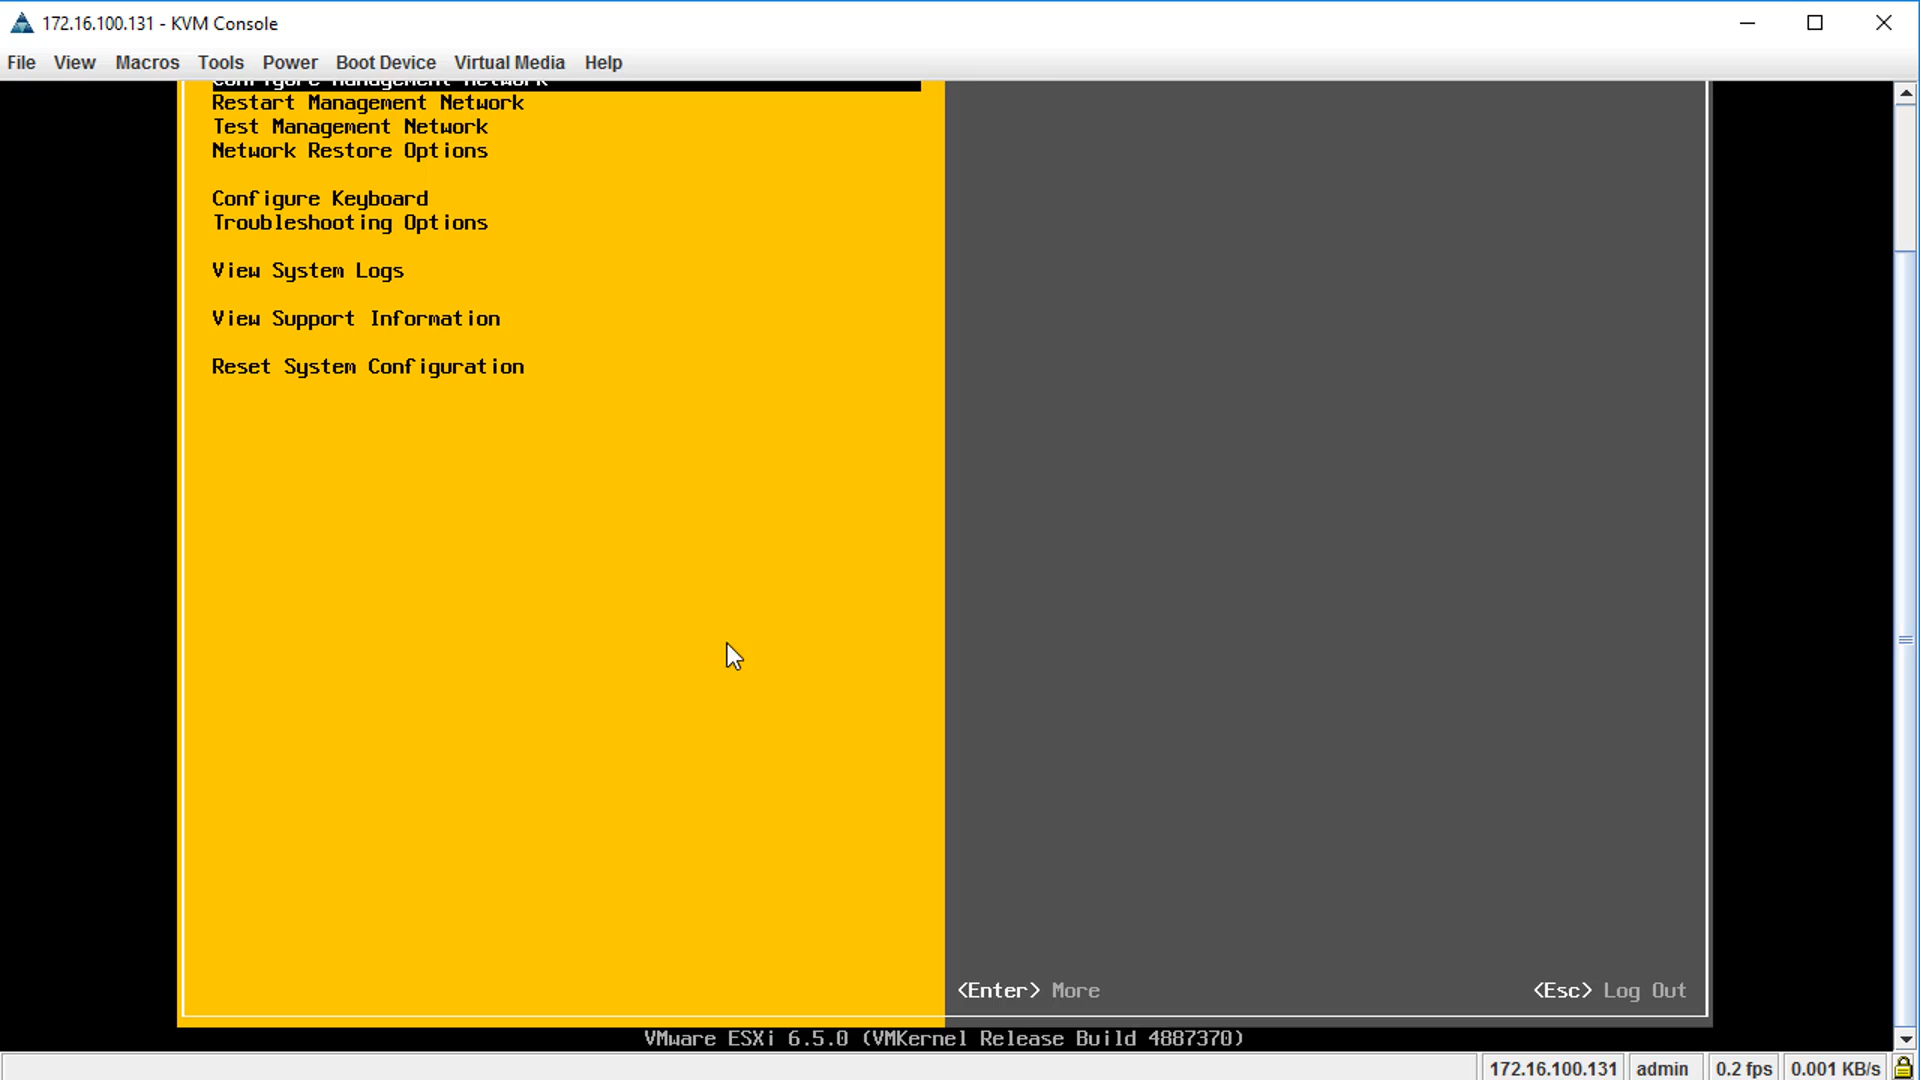 172.16.100.131 - KVM Console
File View Macros Tools Power Boot Device Virtual Media Help
Configure Management Network
Restart Management Network
Test Management Network
Network Restore Options
Configure Keyboard
Troubleshooting Options
View System Logs
View Support Information
Reset System Configuration
<Enter> More <Esc> Log Out
VMware ESXi 6.5.0 (VMKernel Release Build 4887370)
172.16.100.131 admin 0.2 fps 0.001 KB/s